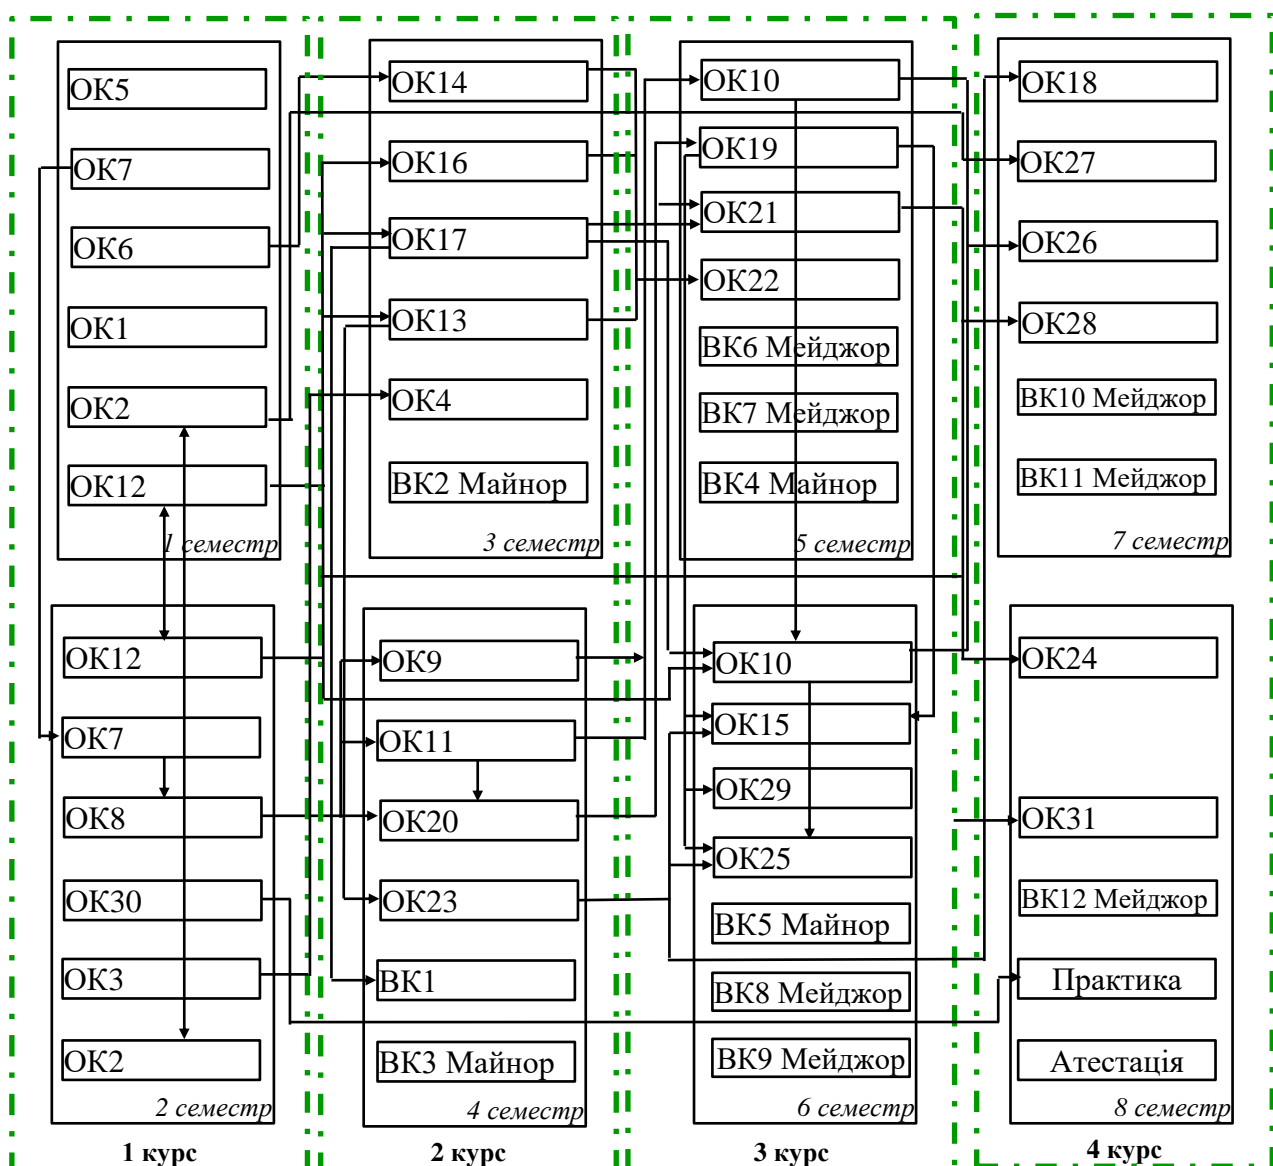 ОК5
ОК7
ОК6
ОК1
ОК2
ОК12
1 семестр
ОК12
ОК7
ОК8
ОК30
ОК3
ОК2
2 семестр
1 курс
ОК14
ОК16
ОК17
ОК13
ОК4
ВК2 Майнор
3 семестр
ОК9
ОК11
ОК20
ОК23
ВК1
ВК3 Майнор
4 семестр
2 курс
ОК10
ОК19
ОК21
ОК22
ВК6 Мейджор
ВК7 Мейджор
ВК4 Майнор
5 семестр
ОК10
ОК15
ОК29
ОК25
ВК5 Майнор
ВК8 Мейджор
ВК9 Мейджор
6 семестр
3 курс
ОК18
ОК27
ОК26
ОК28
ВК10 Мейджор
ВК11 Мейджор
7 семестр
ОК24
ОК31
ВК12 Мейджор
Практика
Атестація
8 семестр
4 курс